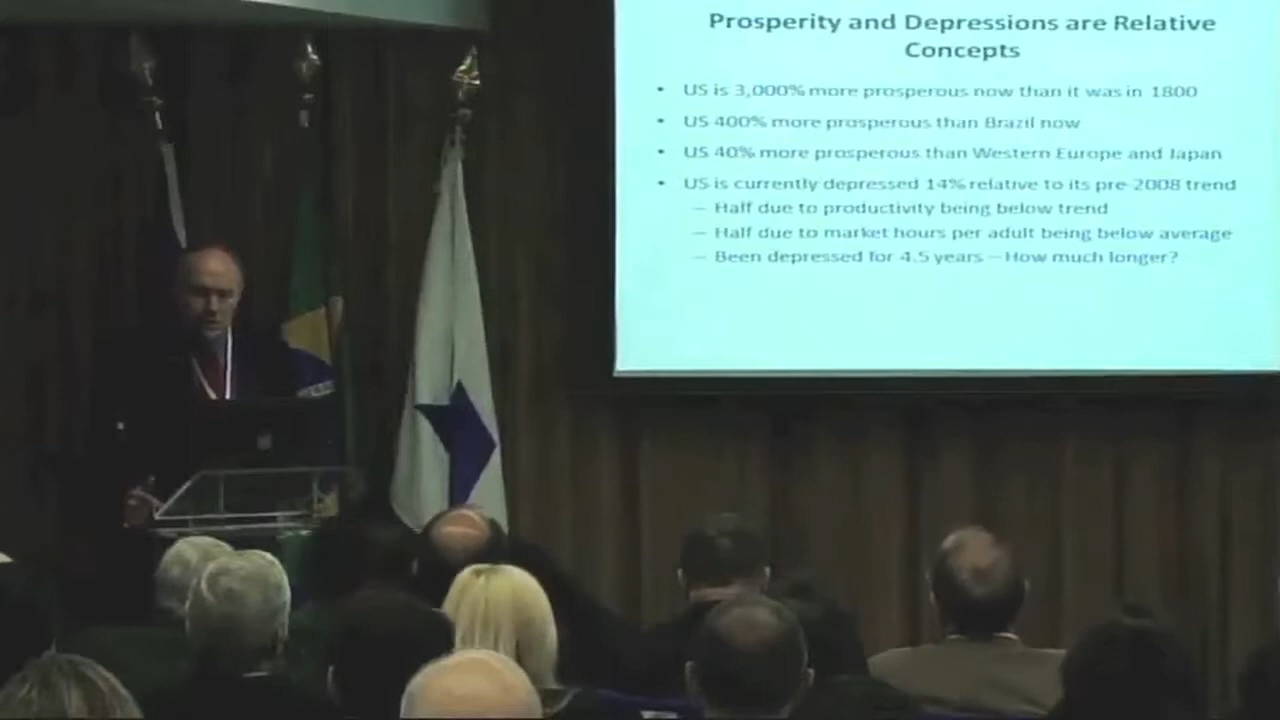 Prosperity and Depressions are Relative
Concepts
• US is 3,000% more prosperous now than it was in 1800
• US 400% more prosperous than Brazil now
• US 40% more prosperous than Western Europe and Japan
• US is currently depressed 14% relative to its pre-2008 trend
– Half due to productivity being below trend
– Half due to market hours per adult being below average
– Been depressed for 4.5 years – How much longer?